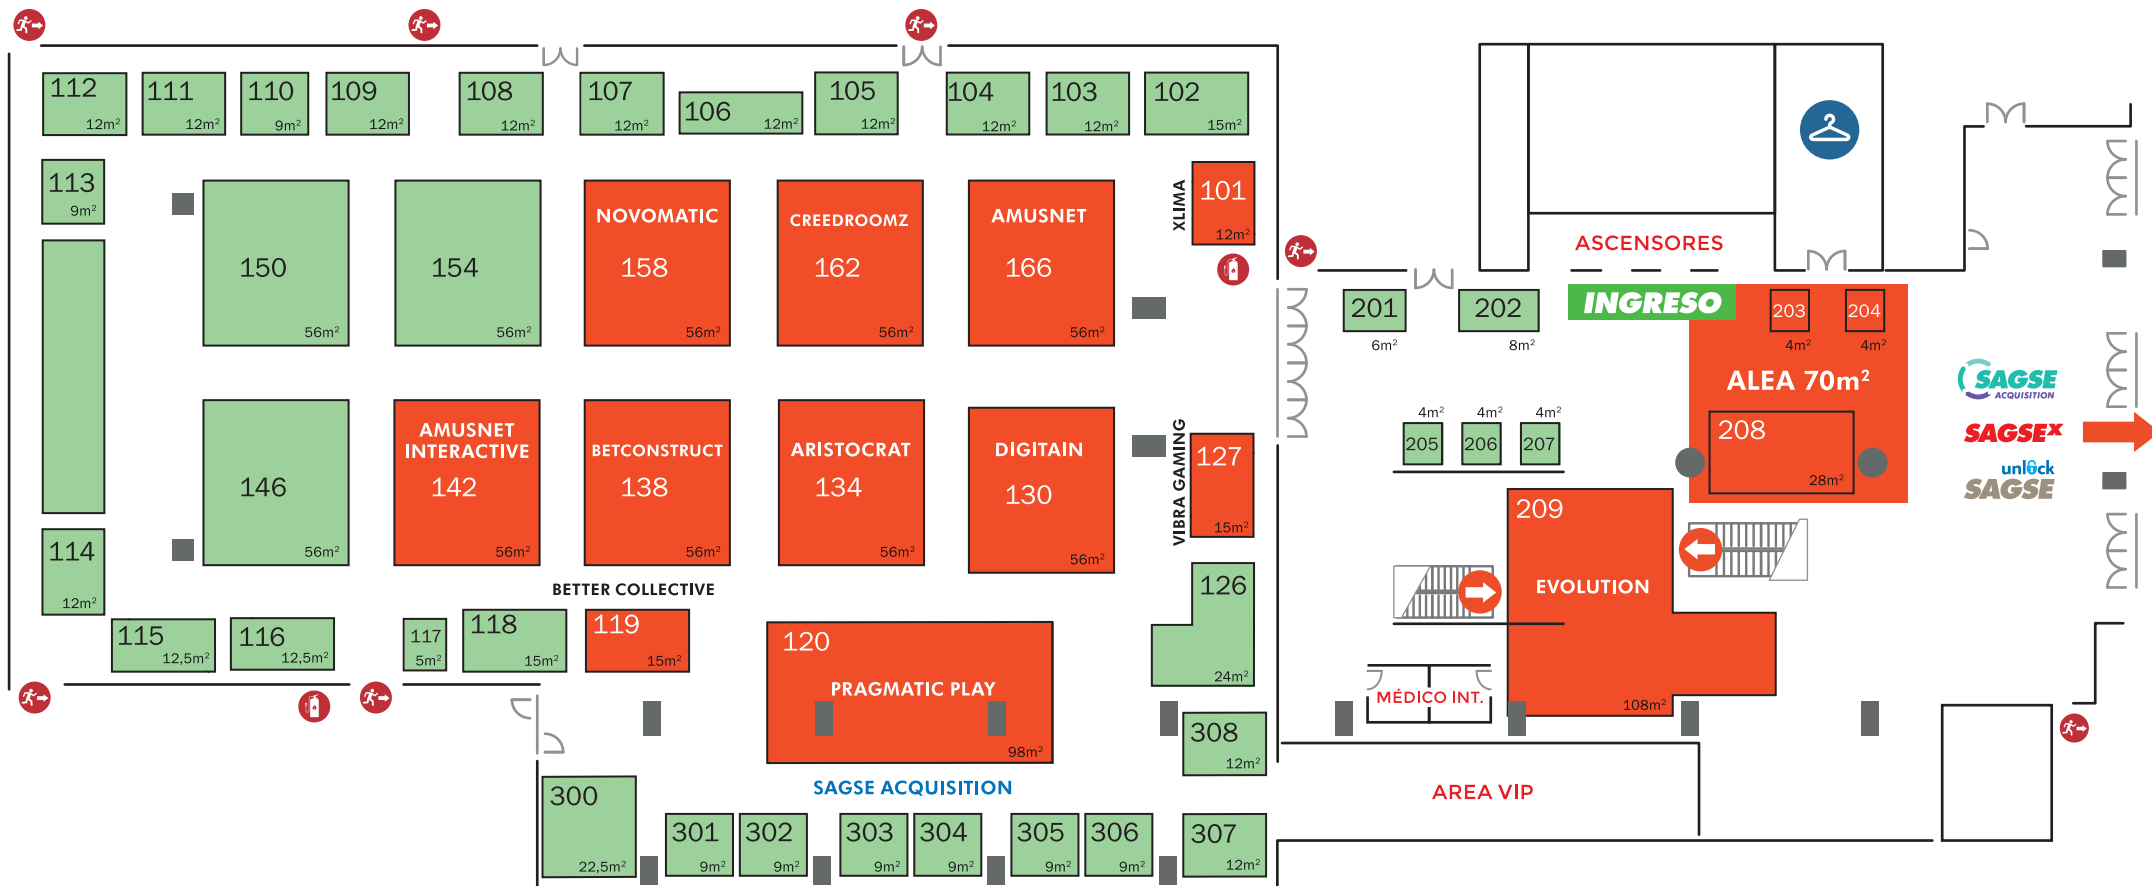 112
12m²
111
12m²
110
9m²
109
12m²
108
12m²
107
12m²
106
12m²
105
12m²
104
12m²
103
12m²
102
15m²
113
9m²
150
56m²
154
56m²
NOVOMATIC
158
56m²
CREEDROOMZ
162
56m²
AMUSNET
166
56m²
XLIMA
101
12m²
ASCENSORES
INGRESO
201
6m²
202
8m²
203
4m²
204
4m²
ALEA 70m²
208
28m²
SAGSE
ACQUISITION
SAGSEX
unlock
SAGSE
146
56m²
AMUSNET
INTERACTIVE
142
56m²
BETCONSTRUCT
138
56m²
ARISTOCRAT
134
56m²
DIGITAIN
130
56m²
VIBRA GAMING
127
15m²
4m²
4m²
4m²
205
206
207
209
EVOLUTION
108m²
114
12m²
115
12,5m²
116
12,5m²
117
5m²
118
15m²
BETTER COLLECTIVE
119
15m²
120
PRAGMATIC PLAY
98m²
126
24m²
MÉDICO INT.
308
12m²
SAGSE ACQUISITION
AREA VIP
300
22,5m²
301
9m²
302
9m²
303
9m²
304
9m²
305
9m²
306
9m²
307
12m²